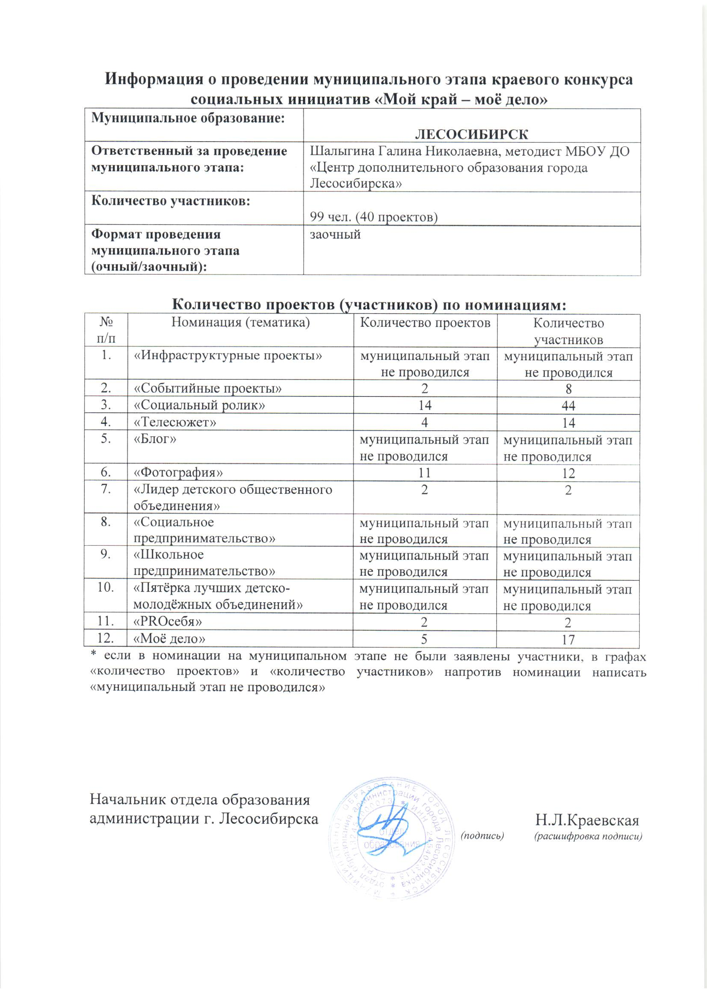 Информация о проведении муниципального этапа краевого конкурса
социальных инициатив «Мой край – моё дело»
Муниципальное образование:
ЛЕСОСИБИРСК
Ответственный за проведение
муниципального этапа:
Шалыгина Галина Николаевна, методист МБОУ ДО
«Центр дополнительного образования города
Лесосибирска»
Количество участников:
99 чел. (40 проектов)
Формат проведения
муниципального этапа
(очный/заочный):
заочный
Количество проектов (участников) по номинациям:
№
п/п
Номинация (тематика)
Количество проектов
Количество
участников
1.
«Инфраструктурные проекты»
муниципальный этап
не проводился
муниципальный этап
не проводился
2.
«Событийные проекты»
2
8
3.
«Социальный ролик»
14
44
4.
«Телесюжет»
4
14
5.
«Блог»
муниципальный этап
не проводился
муниципальный этап
не проводился
6.
«Фотография»
11
12
7.
«Лидер детского общественного
объединения»
2
2
8.
«Социальное
предпринимательство»
муниципальный этап
не проводился
муниципальный этап
не проводился
9.
«Школьное
предпринимательство»
муниципальный этап
не проводился
муниципальный этап
не проводился
10.
«Пятёрка лучших детско-
молодёжных объединений»
муниципальный этап
не проводился
муниципальный этап
не проводился
11.
«PROсебя»
2
2
12.
«Моё дело»
5
17
* если в номинации на муниципальном этапе не были заявлены участники, в графах
«количество проектов» и «количество участников» напротив номинации написать
«муниципальный этап не проводился»
Начальник отдела образования
администрации г. Лесосибирска
Н.Л.Краевская
(подпись)
(расшифровка подписи)
МУНИЦИПАЛЬНОЕ ОБРАЗОВАНИЕ ГОРОД ЛЕСОСИБИРСК *
отдел образования администрации города Лесосибирска *
* ИНН 2454023115 * ОГРН
отдел
образования